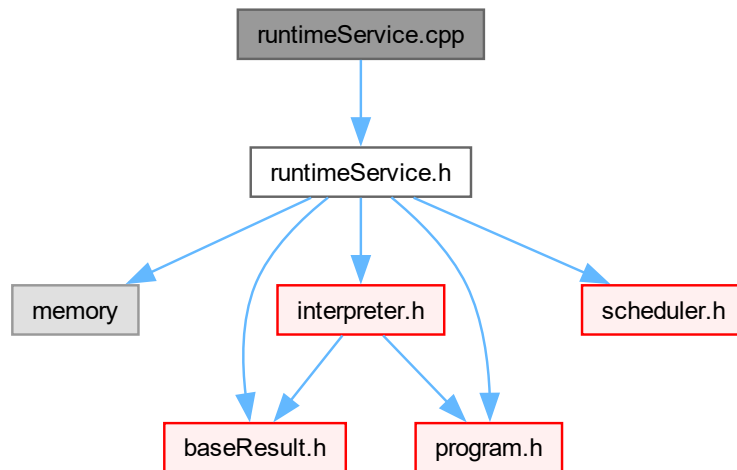 runtimeService.cpp
runtimeService.h
memory
interpreter.h
scheduler.h
baseResult.h
program.h